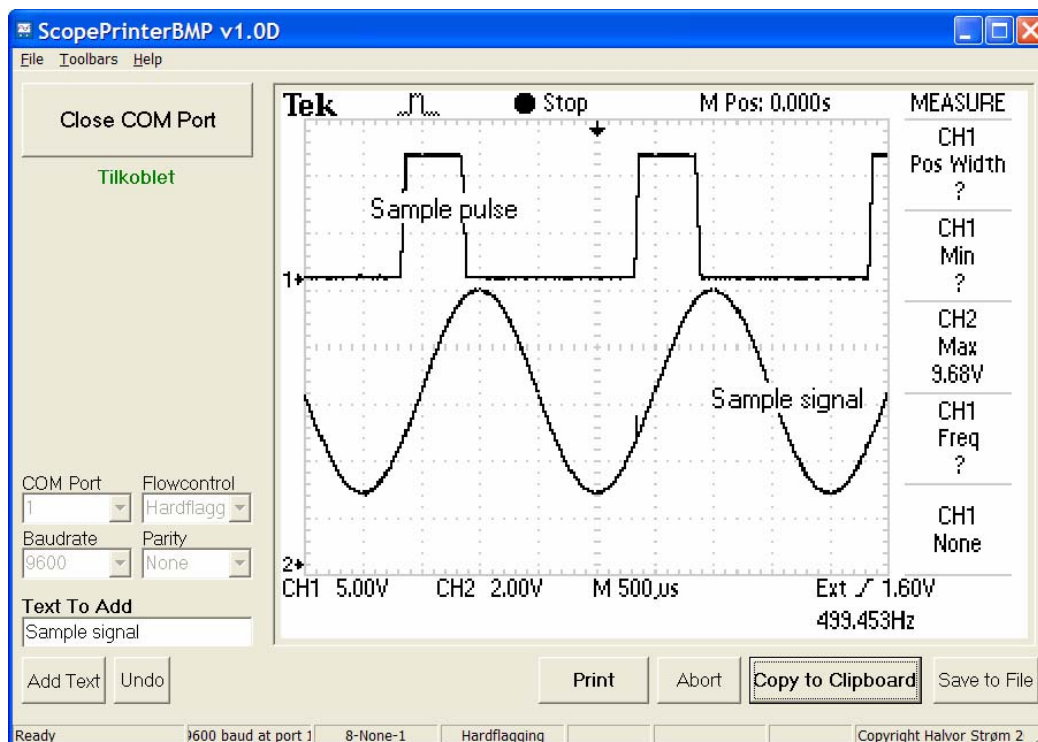 ScopePrinterBMP v1.0D
File Toolbars Help
Close COM Port
Tilkoblet
COM Port Flowcontrol
1 Hardflagg
Baudrate Parity
9600 None
Text To Add
Sample signal
Add Text Undo
Tek Stop M Pos: 0.000s MEASURE
CH1
Pos Width
?
CH1
Min
?
CH2
Max
9.68V
CH1
Freq
?
CH1
None
Sample pulse
1
Sample signal
2
CH1 5.00V CH2 2.00V M 500µs Ext 1.60V
499.453Hz
Print Abort Copy to Clipboard Save to File
Ready 9600 baud at port 1 8-None-1 Hardflagging Copyright Halvor Strøm 2